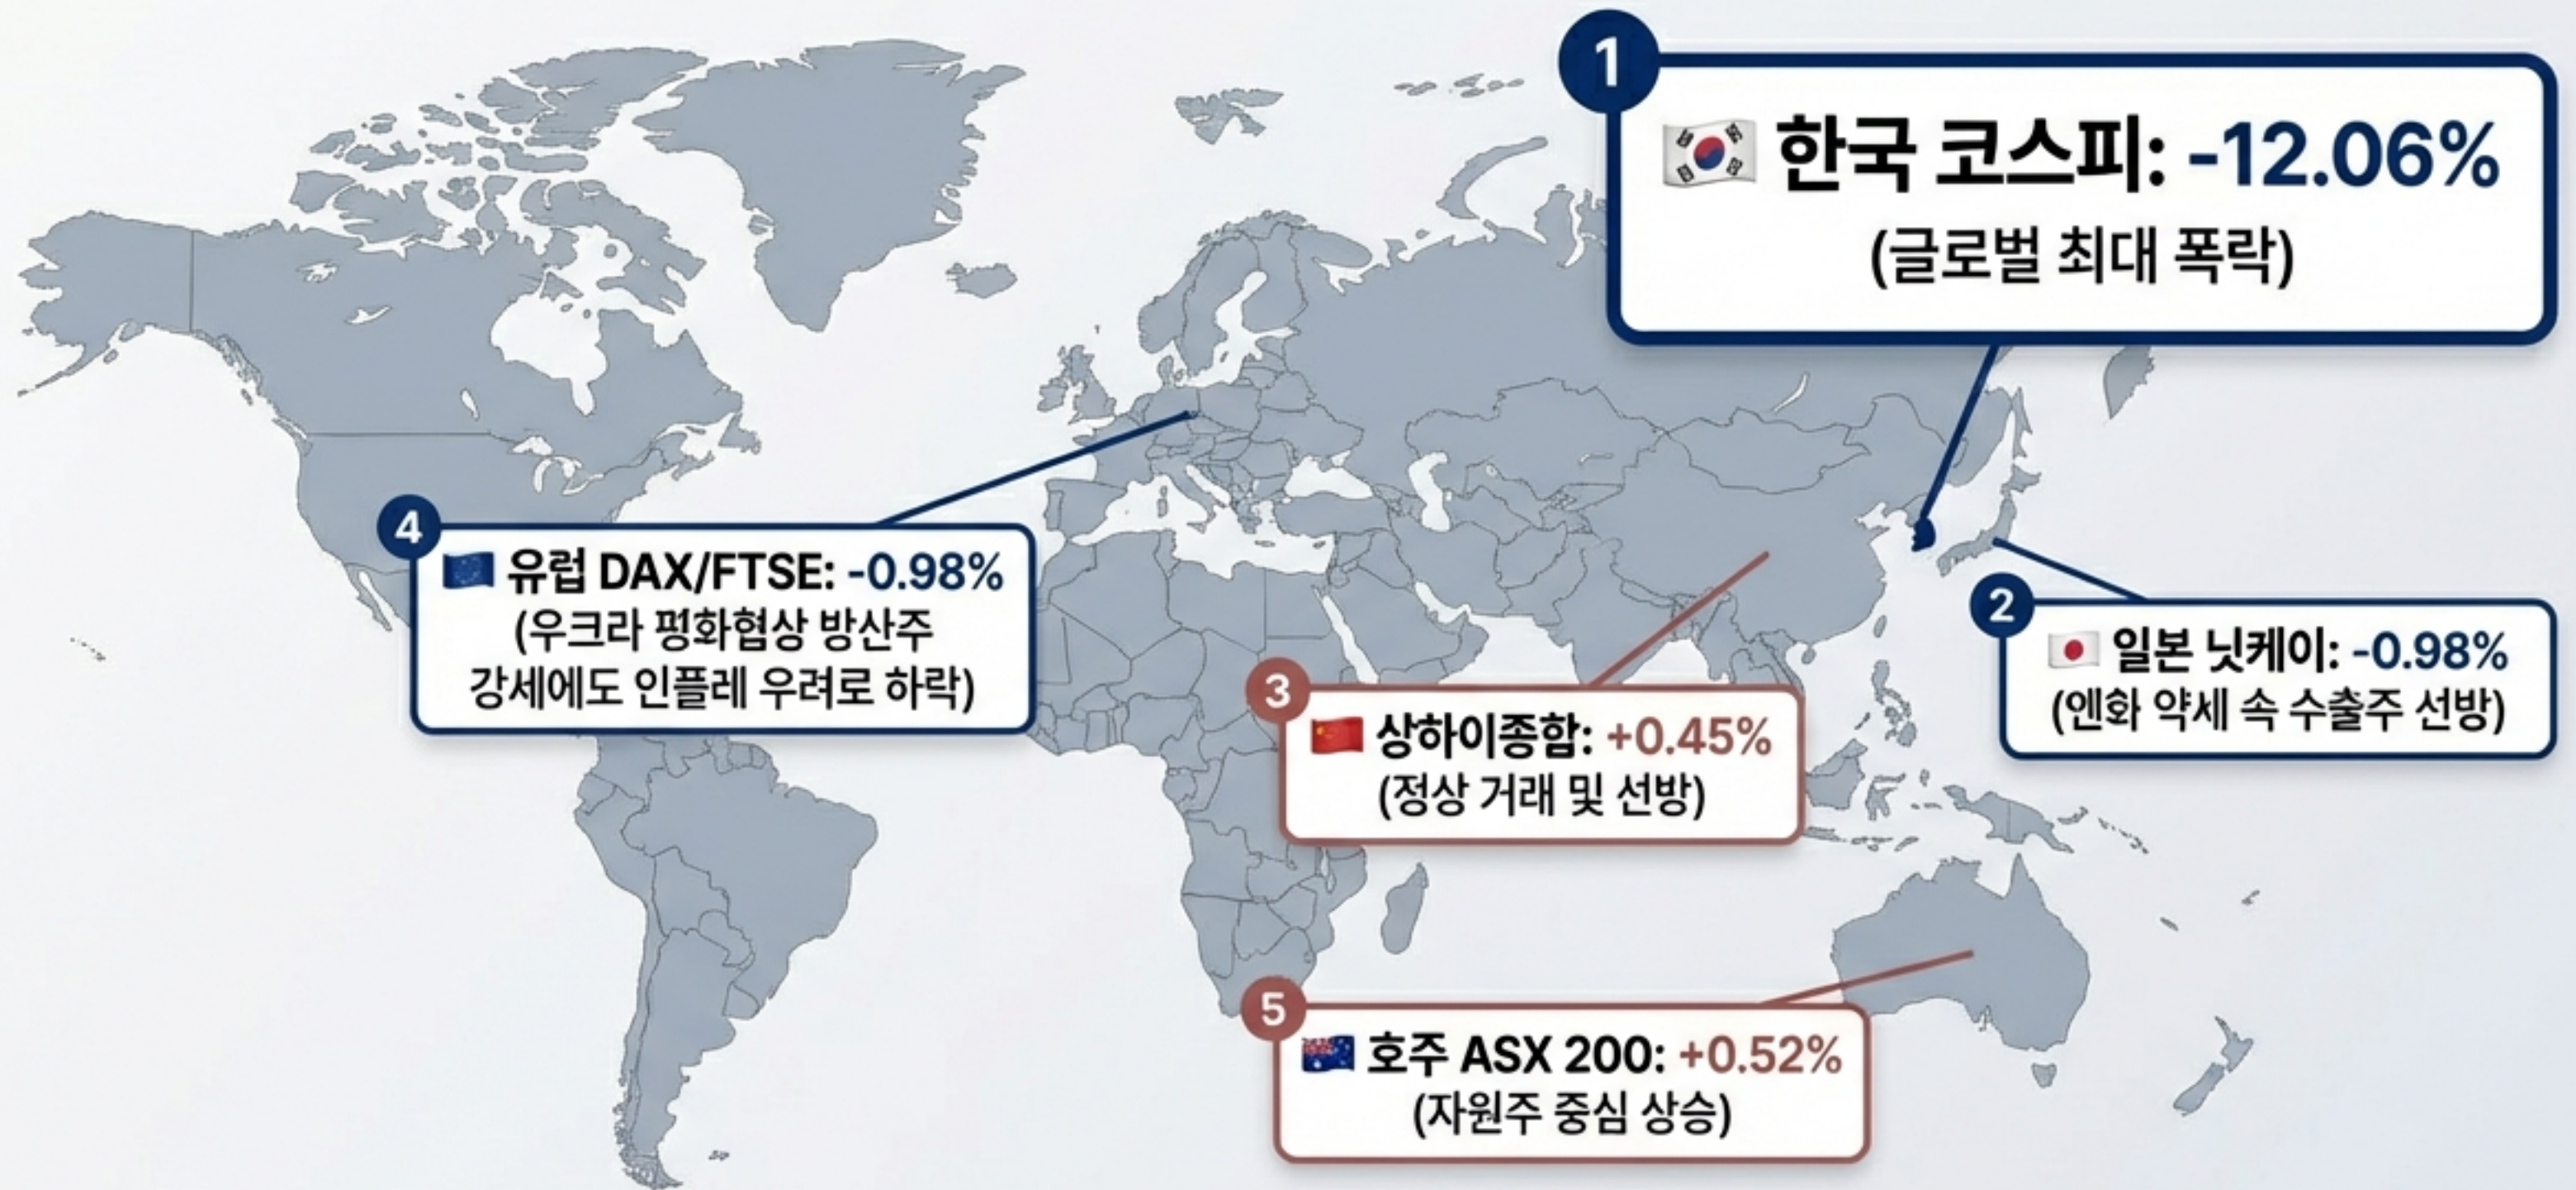 1
한국 코스피: -12.06%
(글로벌 최대 폭락)
2
일본 닛케이: -0.98%
(엔화 약세 속 수출주 선방)
3
상하이종합: +0.45%
(정상 거래 및 선방)
4
유럽 DAX/FTSE: -0.98%
(우크라 평화협상 방산주
강세에도 인플레 우려로 하락)
5
호주 ASX 200: +0.52%
(자원주 중심 상승)